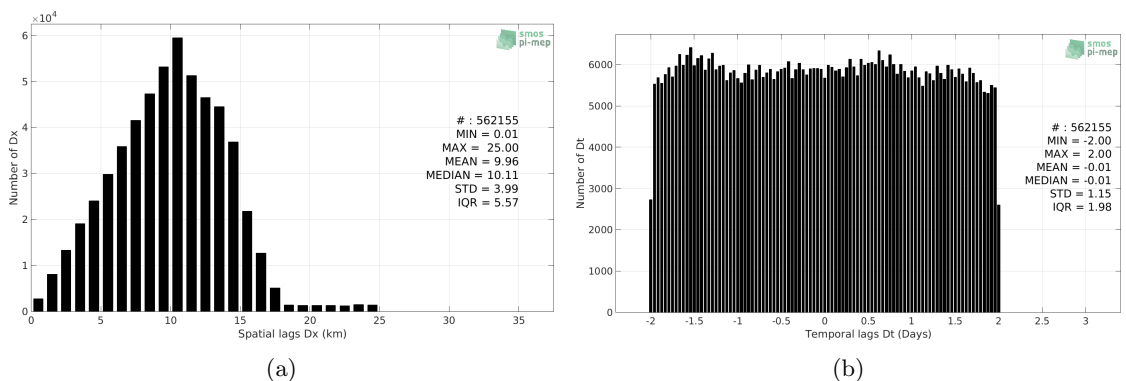 ×10⁴
smos
pi-mep
6
5
4
3
2
1
0
Number of Dx
# : 562155
MIN = 0.01
MAX = 25.00
MEAN = 9.96
MEDIAN = 10.11
STD = 3.99
IQR = 5.57
0 5 10 15 20 25 30 35
Spatial lags Dx (km)
(a)
smos
pi-mep
6000
5000
4000
3000
2000
1000
0
Number of Dt
# : 562155
MIN = -2.00
MAX = 2.00
MEAN = -0.01
MEDIAN = -0.01
STD = 1.15
IQR = 1.98
-2 -1.5 -1 -0.5 0 0.5 1 1.5 2 2.5 3
Temporal lags Dt (Days)
(b)